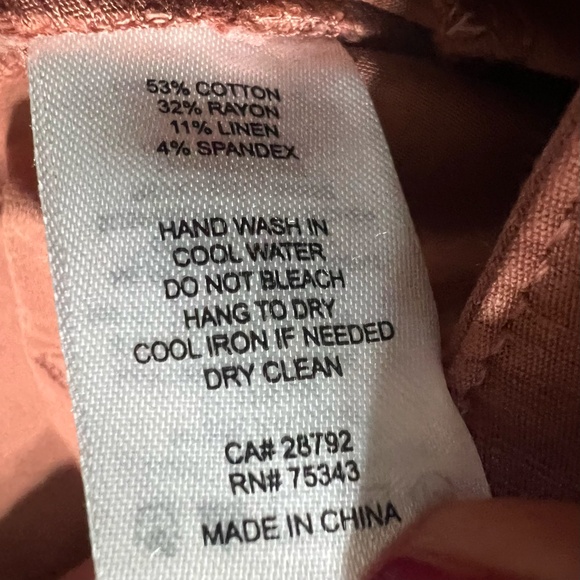 53% COTTON
32% RAYON
11% LINEN
4% SPANDEX
HAND WASH IN
COOL WATER
DO NOT BLEACH
HANG TO DRY
COOL IRON IF NEEDED
DRY CLEAN
CA# 28792
RN# 75343
MADE IN CHINA